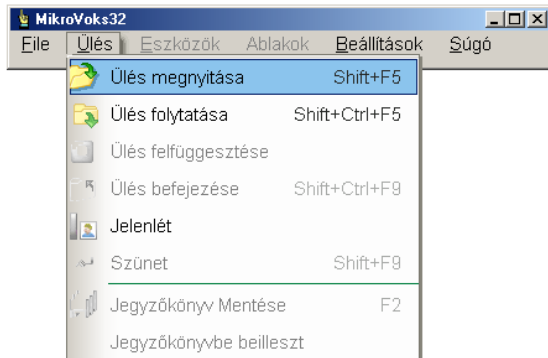 MikroVoks32
File Ülés Eszközök Ablakok Beállítások Súgó
Ülés megnyitása Shift+F5
Ülés folytatása Shift+Ctrl+F5
Ülés felfüggesztése
Ülés befejezése Shift+Ctrl+F9
Jelenlét
Szünet Shift+F9
Jegyzőkönyv Mentése F2
Jegyzőkönyvbe beilleszt